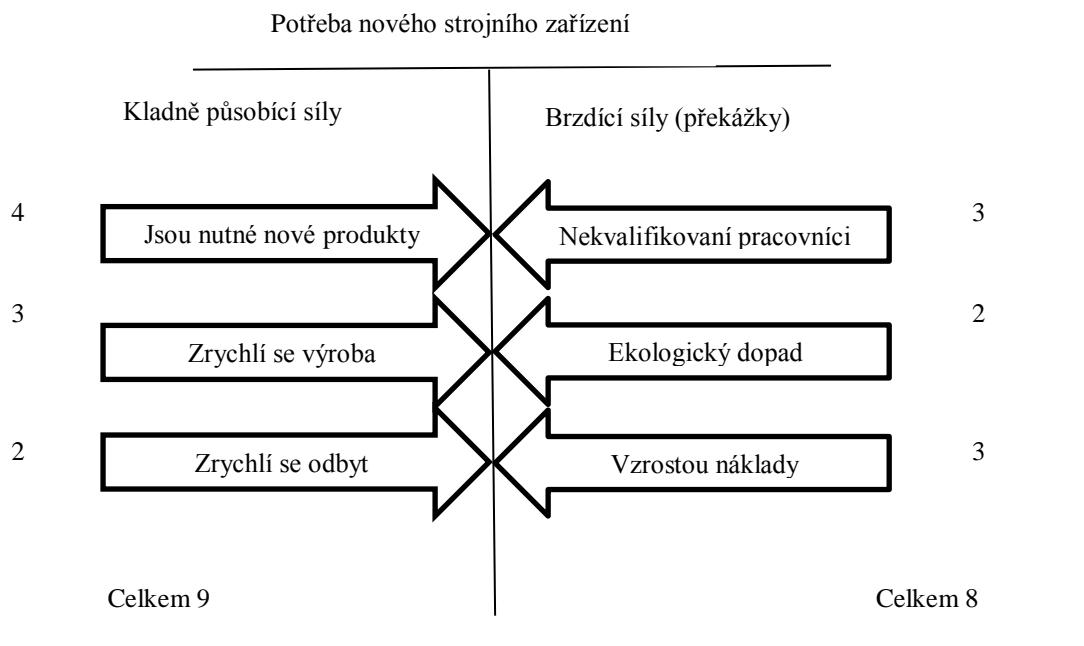 Potřeba nového strojního zařízení
Kladně působící síly
Brzdící síly (překážky)
4
Jsou nutné nové produkty
Nekvalifikovaní pracovníci
3
3
Zrychlí se výroba
Ekologický dopad
2
2
Zrychlí se odbyt
Vzrostou náklady
3
Celkem 9
Celkem 8